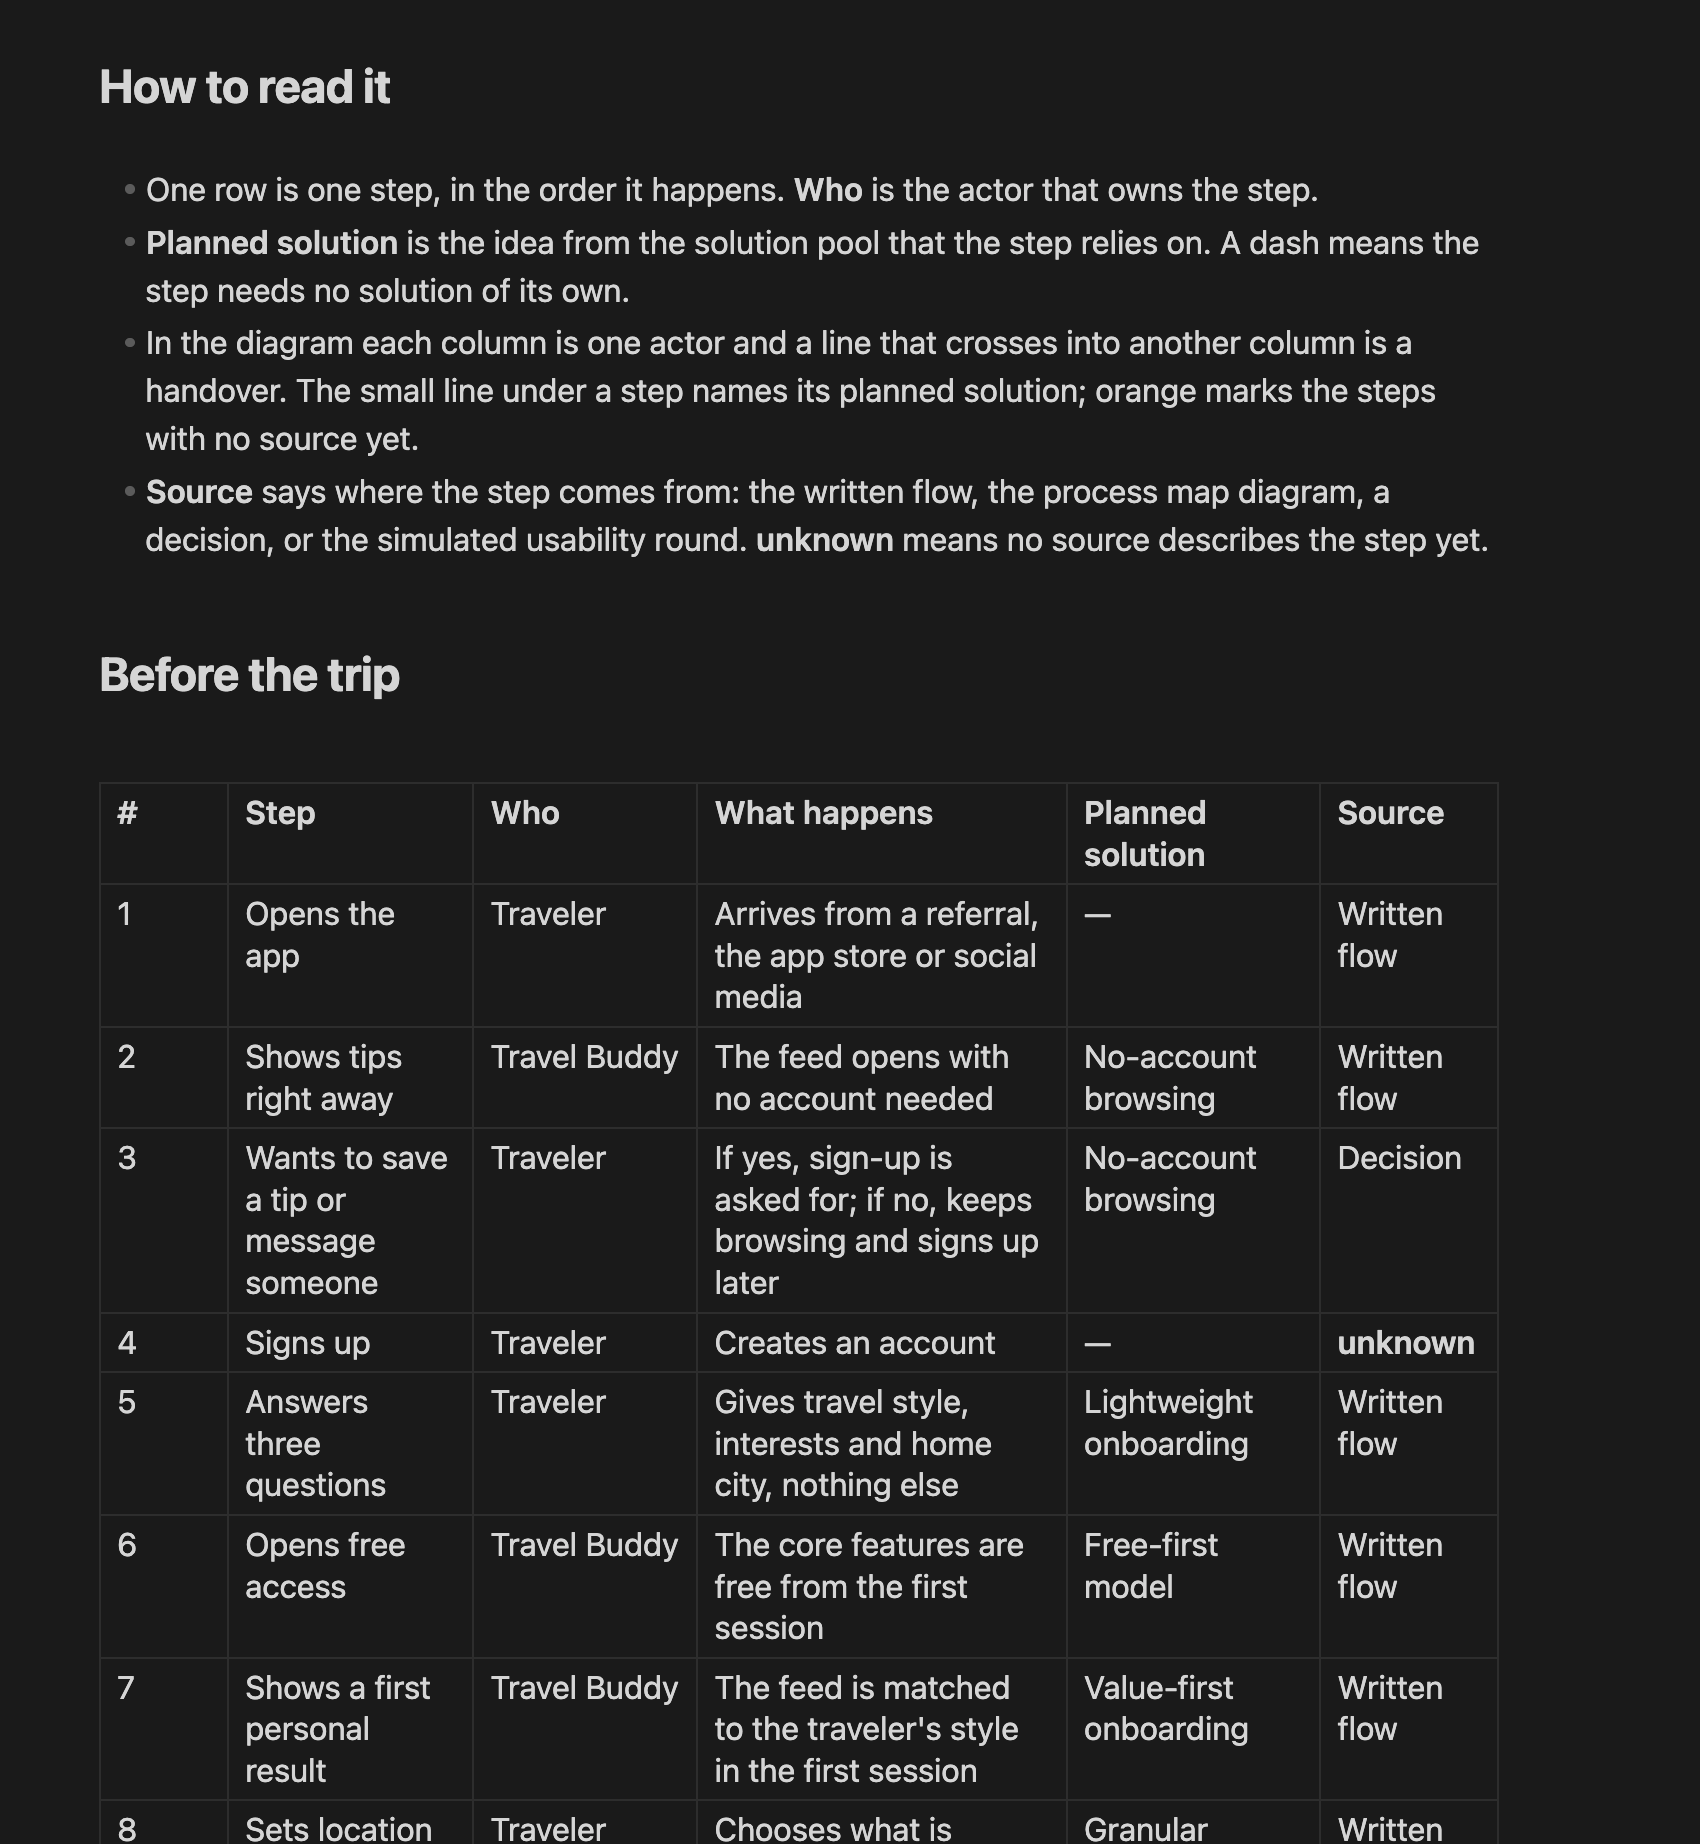 How to read it
One row is one step, in the order it happens. Who is the actor that owns the step.
Planned solution is the idea from the solution pool that the step relies on. A dash means the
step needs no solution of its own.
In the diagram each column is one actor and a line that crosses into another column is a
handover. The small line under a step names its planned solution; orange marks the steps
with no source yet.
Source says where the step comes from: the written flow, the process map diagram, a
decision, or the simulated usability round. unknown means no source describes the step yet.
Before the trip
# Step Who What happens Planned Source
solution
1 Opens the Traveler Arrives from a referral, — Written
app the app store or social flow
media
2 Shows tips Travel Buddy The feed opens with No-account Written
right away no account needed browsing flow
3 Wants to save Traveler If yes, sign-up is No-account Decision
a tip or asked for; if no, keeps browsing
message browsing and signs up
someone later
4 Signs up Traveler Creates an account — unknown
5 Answers Traveler Gives travel style, Lightweight Written
three interests and home onboarding flow
questions city, nothing else
6 Opens free Travel Buddy The core features are Free-first Written
access free from the first model flow
session
7 Shows a first Travel Buddy The feed is matched Value-first Written
personal to the traveler's style onboarding flow
result in the first session
8 Sets location Traveler Chooses what is Granular Written